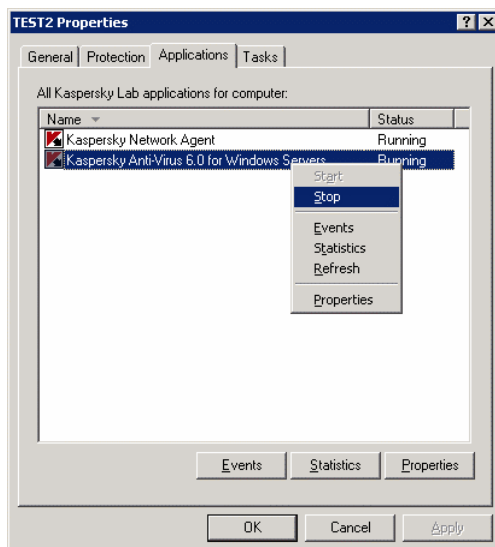 TEST2 Properties
General Protection Applications Tasks
All Kaspersky Lab applications for computer:
Name Status
Kaspersky Network Agent Running
Kaspersky Anti-Virus 6.0 for Windows Servers Running
Start
Stop
Events
Statistics
Refresh
Properties
Events Statistics Properties
OK Cancel Apply